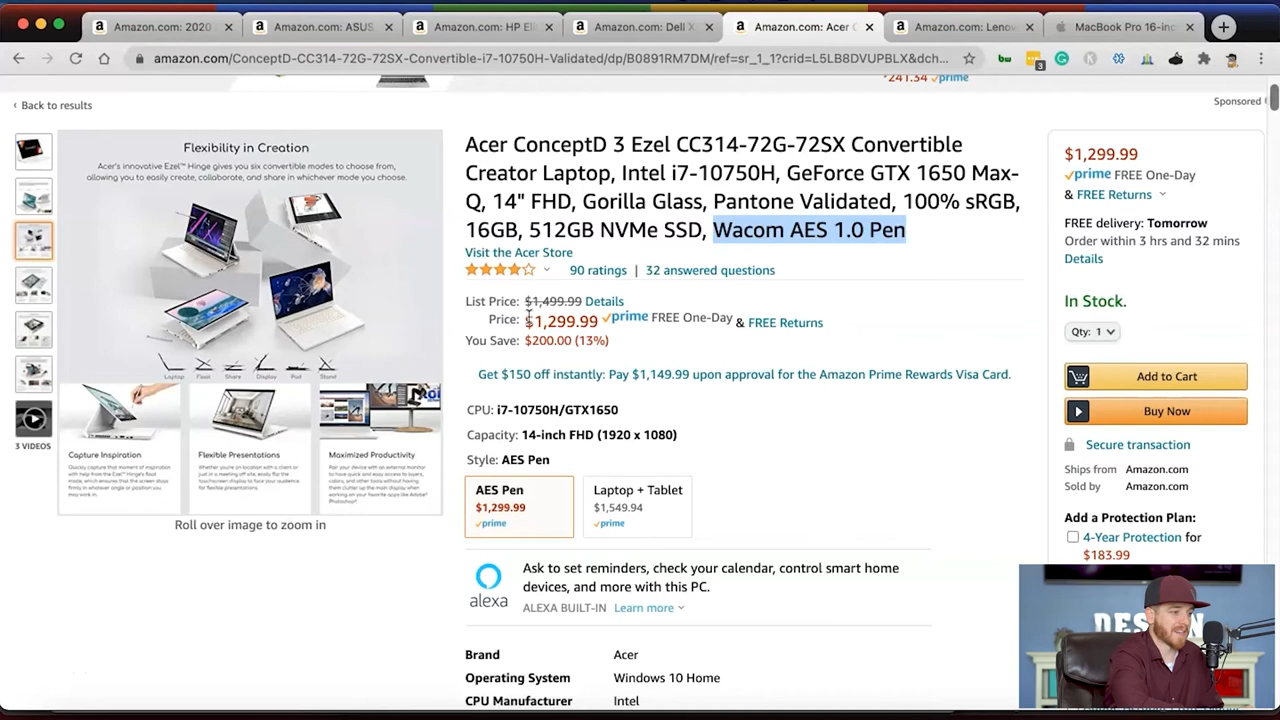 Amazon.com: 2020
Amazon.com: ASUS
Amazon.com: HP Eli
Amazon.com: Dell X
Amazon.com: Acer C
Amazon.com: Lenov
MacBook Pro 16-inc
amazon.com/ConceptD-CC314-72G-72SX-Convertible-i7-10750H-Validated/dp/B0891RM7DM/ref=sr_1_1?crid=L5LB8DVUPBLX&dch...
3
241.54 prime
‹ Back to results
Sponsored
Flexibility in Creation
Acer's innovative Ezel™ Hinge gives you six convertible modes to choose from,
allowing you to easily create, collaborate, and share in whichever mode you choose.
Laptop Float Share Display Pad Stand
Capture Inspiration
Flexible Presentations
Maximized Productivity
Roll over image to zoom in
3 VIDEOS
Acer ConceptD 3 Ezel CC314-72G-72SX Convertible
Creator Laptop, Intel i7-10750H, GeForce GTX 1650 Max-
Q, 14" FHD, Gorilla Glass, Pantone Validated, 100% sRGB,
16GB, 512GB NVMe SSD, Wacom AES 1.0 Pen
Visit the Acer Store
90 ratings | 32 answered questions
List Price: $1,499.99 Details
Price: $1,299.99 prime FREE One-Day & FREE Returns
You Save: $200.00 (13%)
Get $150 off instantly: Pay $1,149.99 upon approval for the Amazon Prime Rewards Visa Card.
CPU: i7-10750H/GTX1650
Capacity: 14-inch FHD (1920 x 1080)
Style: AES Pen
AES Pen
$1,299.99
prime
Laptop + Tablet
$1,549.94
prime
alexa
Ask to set reminders, check your calendar, control smart home
devices, and more with this PC.
ALEXA BUILT-IN Learn more
Brand Acer
Operating System Windows 10 Home
CPU Manufacturer Intel
$1,299.99
prime FREE One-Day
& FREE Returns
FREE delivery: Tomorrow
Order within 3 hrs and 32 mins
Details
In Stock.
Qty: 1
Add to Cart
Buy Now
Secure transaction
Ships from Amazon.com
Sold by Amazon.com
Add a Protection Plan:
4-Year Protection for
$183.99
DESIGN